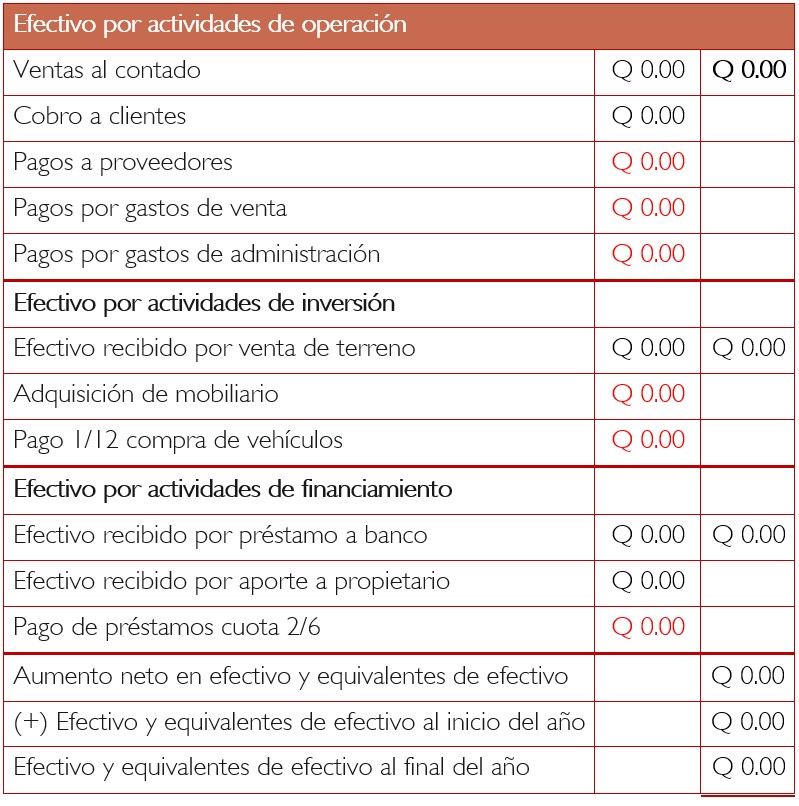 Efectivo por actividades de operación
Ventas al contado Q 0.00 Q 0.00
Cobro a clientes Q 0.00
Pagos a proveedores Q 0.00
Pagos por gastos de venta Q 0.00
Pagos por gastos de administración Q 0.00
Efectivo por actividades de inversión
Efectivo recibido por venta de terreno Q 0.00 Q 0.00
Adquisición de mobiliario Q 0.00
Pago 1/12 compra de vehículos Q 0.00
Efectivo por actividades de financiamiento
Efectivo recibido por préstamo a banco Q 0.00 Q 0.00
Efectivo recibido por aporte a propietario Q 0.00
Pago de préstamos cuota 2/6 Q 0.00
Aumento neto en efectivo y equivalentes de efectivo Q 0.00
(+) Efectivo y equivalentes de efectivo al inicio del año Q 0.00
Efectivo y equivalentes de efectivo al final del año Q 0.00